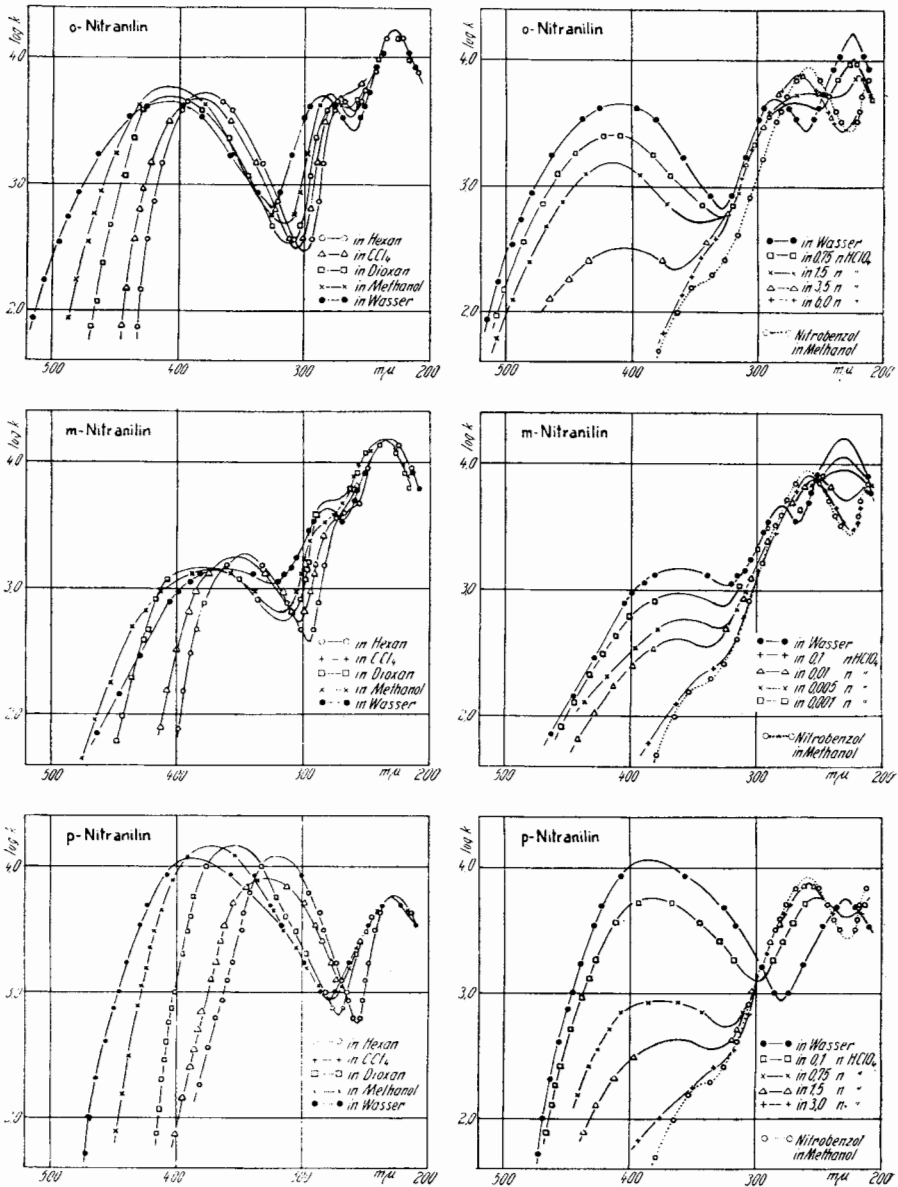 o-Nitranilin
log k
4.0
3.0
2.0
in Hexan
in CCl₄
in Dioxan
in Methanol
in Wasser
500 400 300 mµ 200
o-Nitranilin
log k
4.0
3.0
2.0
in Wasser
in 0,75 n HClO₄
in 1,5 n "
in 3,5 n "
in 6,0 n "
Nitrobenzol
in Methanol
500 400 300 mµ 200
m-Nitranilin
log k
4.0
3.0
2.0
in Hexan
in CCl₄
in Dioxan
in Methanol
in Wasser
500 400 300 mµ 200
m-Nitranilin
log k
4.0
3.0
2.0
in Wasser
in 0,1 n HClO₄
in 0,01 n "
in 0,005 n "
in 0,001 n "
Nitrobenzol
in Methanol
500 400 300 mµ 200
p-Nitranilin
log k
4.0
3.0
2.0
in Hexan
in CCl₄
in Dioxan
in Methanol
in Wasser
500 400 300 mµ 200
p-Nitranilin
log k
4.0
3.0
2.0
in Wasser
in 0,1 n HClO₄
in 0,75 n "
in 1,5 n "
in 3,0 n "
Nitrobenzol
in Methanol
500 400 300 mµ 200